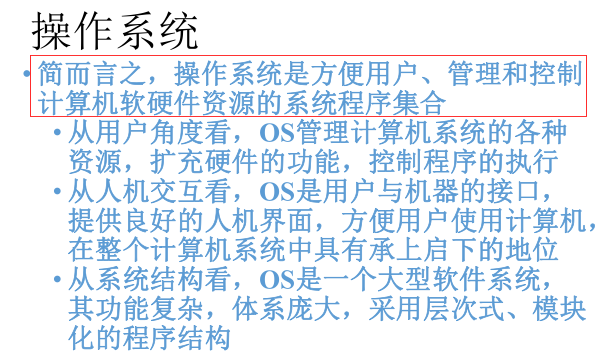 操作系统
• 简而言之，操作系统是方便用户、管理和控制
计算机软硬件资源的系统程序集合
• 从用户角度看，OS管理计算机系统的各种
资源，扩充硬件的功能，控制程序的执行
• 从人机交互看，OS是用户与机器的接口，
提供良好的人机界面，方便用户使用计算机，
在整个计算机系统中具有承上启下的地位
• 从系统结构看，OS是一个大型软件系统，
其功能复杂，体系庞大，采用层次式、模块
化的程序结构